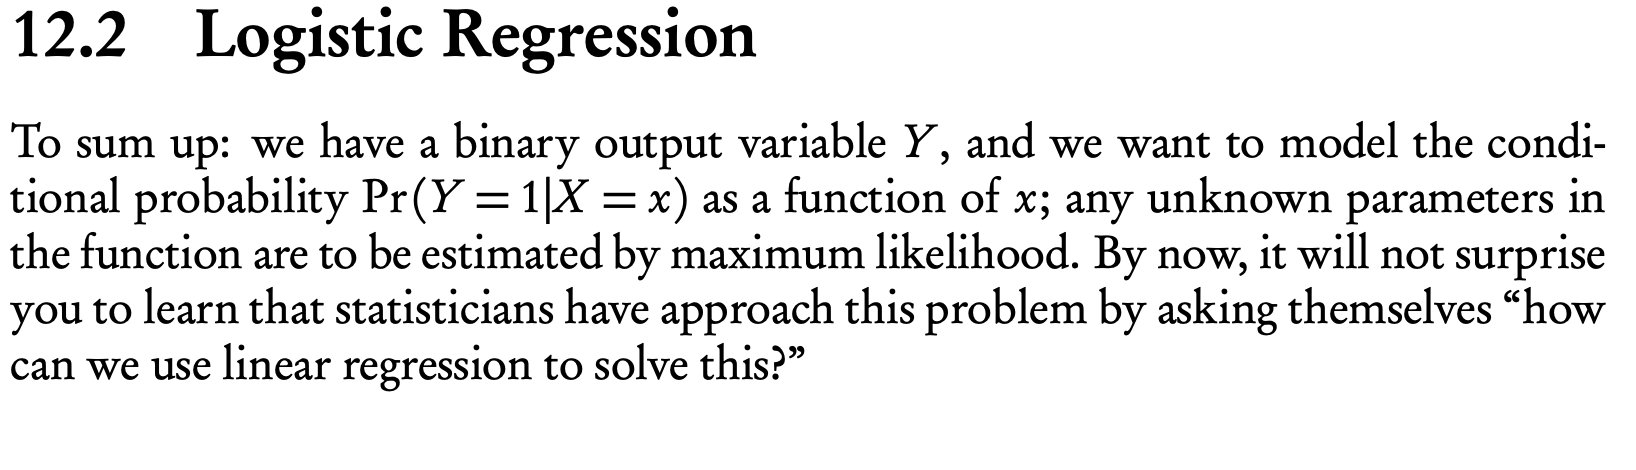 12.2 Logistic Regression
To sum up: we have a binary output variable Y, and we want to model the condi-
tional probability Pr(Y = 1|X = x) as a function of x; any unknown parameters in
the function are to be estimated by maximum likelihood. By now, it will not surprise
you to learn that statisticians have approach this problem by asking themselves “how
can we use linear regression to solve this?”